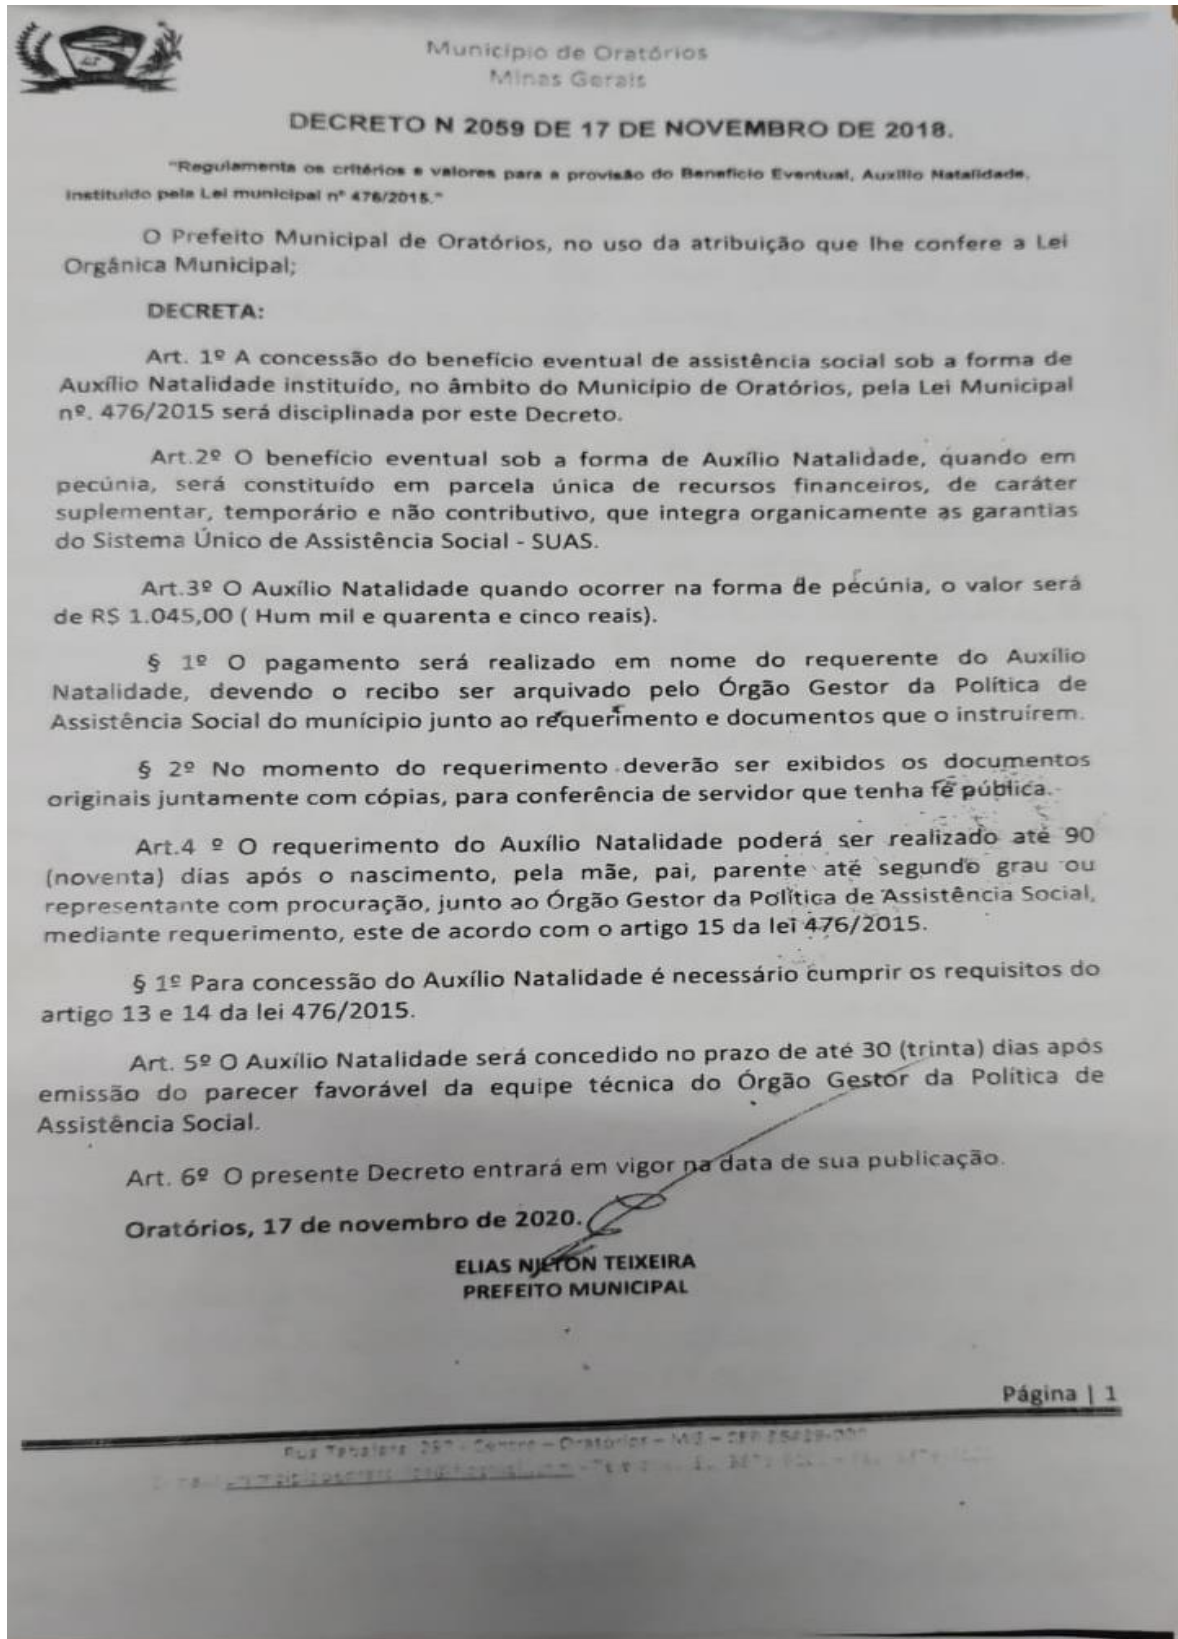 Município de Oratórios
Minas Gerais
DECRETO N 2059 DE 17 DE NOVEMBRO DE 2018.
"Regulamenta os critérios e valores para a provisão do Benefício Eventual, Auxílio Natalidade,
instituído pela Lei municipal nº 476/2015."
O Prefeito Municipal de Oratórios, no uso da atribuição que lhe confere a Lei
Orgânica Municipal;
DECRETA:
Art. 1º A concessão do benefício eventual de assistência social sob a forma de
Auxílio Natalidade instituído, no âmbito do Município de Oratórios, pela Lei Municipal
nº. 476/2015 será disciplinada por este Decreto.
Art.2º O benefício eventual sob a forma de Auxílio Natalidade, quando em
pecúnia, será constituído em parcela única de recursos financeiros, de caráter
suplementar, temporário e não contributivo, que integra organicamente as garantias
do Sistema Único de Assistência Social - SUAS.
Art.3º O Auxílio Natalidade quando ocorrer na forma de pecúnia, o valor será
de R$ 1.045,00 ( Hum mil e quarenta e cinco reais).
§ 1º O pagamento será realizado em nome do requerente do Auxílio
Natalidade, devendo o recibo ser arquivado pelo Órgão Gestor da Política de
Assistência Social do munícipio junto ao requerimento e documentos que o instruírem.
§ 2º No momento do requerimento deverão ser exibidos os documentos
originais juntamente com cópias, para conferência de servidor que tenha fé pública.
Art.4 º O requerimento do Auxílio Natalidade poderá ser realizado até 90
(noventa) dias após o nascimento, pela mãe, pai, parente até segundo grau ou
representante com procuração, junto ao Órgão Gestor da Política de Assistência Social,
mediante requerimento, este de acordo com o artigo 15 da lei 476/2015.
§ 1º Para concessão do Auxílio Natalidade é necessário cumprir os requisitos do
artigo 13 e 14 da lei 476/2015.
Art. 5º O Auxílio Natalidade será concedido no prazo de até 30 (trinta) dias após
emissão do parecer favorável da equipe técnica do Órgão Gestor da Política de
Assistência Social.
Art. 6º O presente Decreto entrará em vigor na data de sua publicação.
Oratórios, 17 de novembro de 2020.
ELIAS NILTON TEIXEIRA
PREFEITO MUNICIPAL
Página | 1
Rua - Centro – Oratórios – MG – CEP